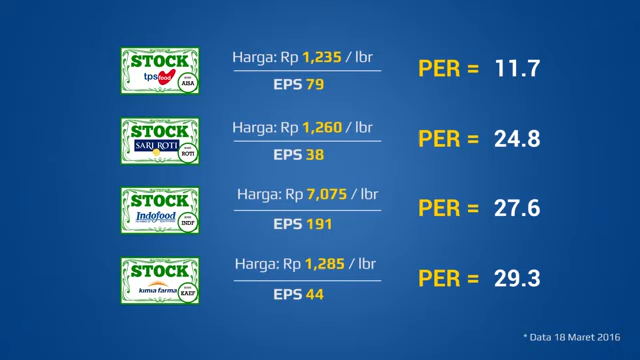 STOCK
tps food
AISA
Harga: Rp 1,235 / lbr
EPS 79
PER = 11.7
STOCK
SARI ROTI
ROTI
Harga: Rp 1,260 / lbr
EPS 38
PER = 24.8
STOCK
Indofood
INDF
Harga: Rp 7,075 / lbr
EPS 191
PER = 27.6
STOCK
kimia farma
KAEF
Harga: Rp 1,285 / lbr
EPS 44
PER = 29.3
* Data 18 Maret 2016